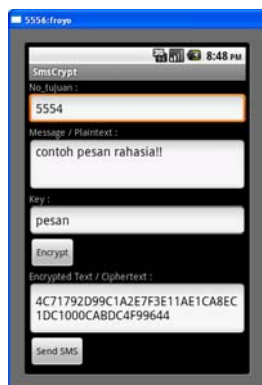 5556:froyo
8:48 PM
SmsCrypt
No_tujuan :
5554
Message / Plaintext :
contoh pesan rahasia!!
Key :
pesan
Encrypt
Encrypted Text / Ciphertext :
4C71792D99C1A2E7F3E11AE1CA8EC
1DC1000CABDC4F99644
Send SMS